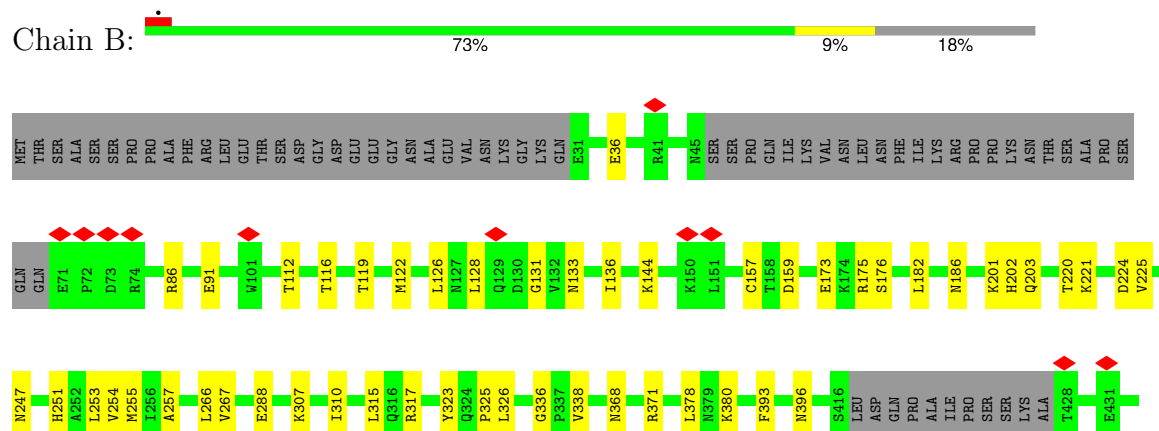 Chain B:
73% 9% 18%
MET THR SER ALA SER SER PRO PRO ALA PHE ARG LEU GLU THR SER ASP GLY ASP GLU GLU GLY ASN ALA GLU VAL ASN LYS GLY LYS GLN E31 E36 R41 N45 SER SER PRO GLN ILE LYS VAL ASN LEU ASN PHE ILE LYS ARG PRO PRO LYS ASN THR SER ALA PRO SER
GLN GLN E71 P72 D73 R74 R86 E91 W101 T112 T116 T119 M122 L126 N127 L128 Q129 D130 G131 V132 N133 I136 K144 K150 L151 C157 T158 D159 E173 K174 R175 S176 L182 N186 K201 H202 Q203 T220 K221 D224 V225
N247 H251 A252 L253 V254 M255 I256 A257 L266 V267 E288 K307 I310 L315 Q316 R317 Y323 Q324 P325 L326 G336 P337 V338 N368 R371 L378 N379 K380 F393 N396 S416 LEU ASP GLN PRO ALA ILE PRO SER SER LYS ALA T428 E431